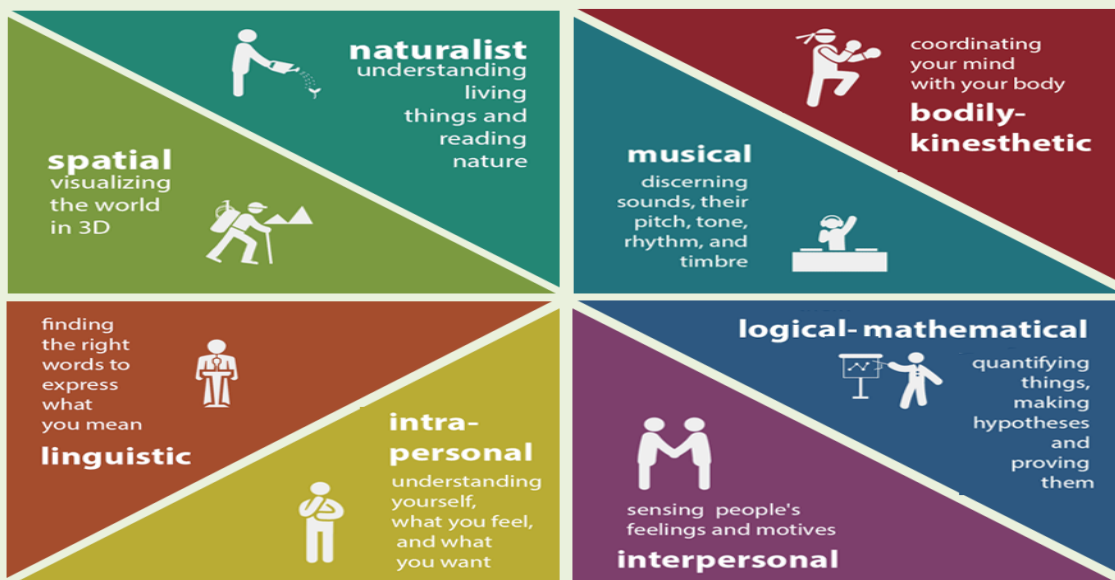 naturalist
understanding
living
things and
reading
nature
spatial
visualizing
the world
in 3D
coordinating
your mind
with your body
bodily-
kinesthetic
musical
discerning
sounds, their
pitch, tone,
rhythm, and
timbre
finding
the right
words to
express
what
you mean
linguistic
intra-
personal
understanding
yourself,
what you feel,
and what
you want
logical-mathematical
quantifying
things,
making
hypotheses
and
proving
them
sensing people's
feelings and motives
interpersonal